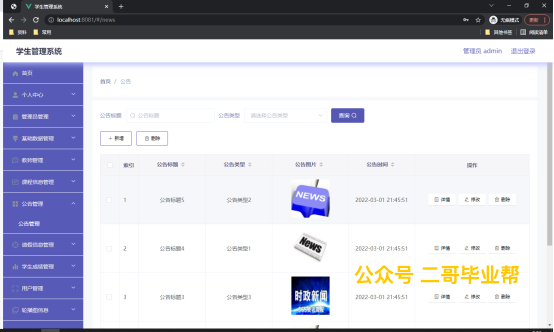 学生管理系统
localhost:8081/#/news
无痕模式
更新
资料
常用
其他书签
阅读清单
学生管理系统
管理员 admin
退出登录
首页
个人中心
管理员管理
基础数据管理
教师管理
课程信息管理
公告管理
公告管理
请假信息管理
学生成绩管理
用户管理
轮播图信息
首页 / 公告
公告标题 公告标题 公告类型 请选择公告类型 查询
+ 新增 删除
索引 公告标题 公告类型 公告图片 公告时间 操作
1 公告标题5 公告类型2 NEWS 2022-03-01 21:45:51 详情 修改 删除
2 公告标题4 公告类型1 News 2022-03-01 21:45:51 详情 修改 删除
3 公告标题3 公告类型3 时政新闻 2022-03-01 21:45:51 详情 修改 删除
公众号 二哥毕业帮